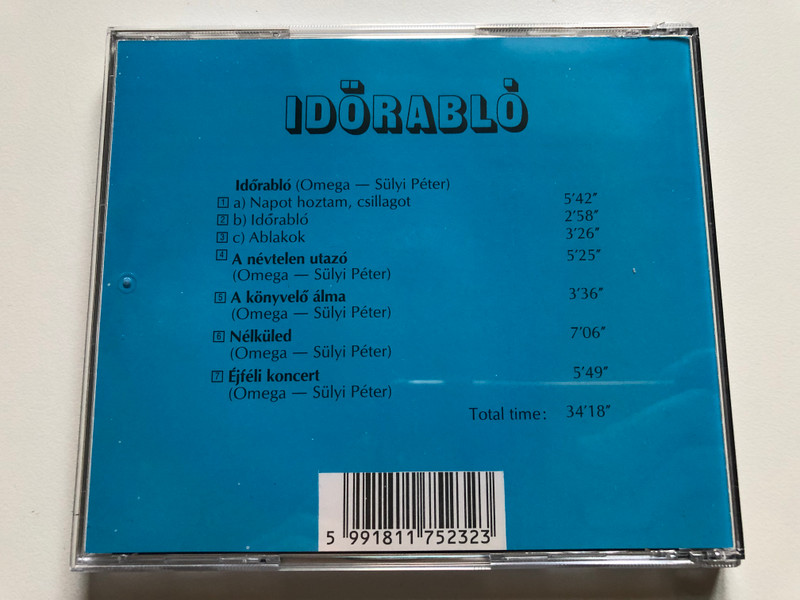 IDŐRABLÓ
Időrabló (Omega — Sülyi Péter)
1 a) Napot hoztam, csillagot 5′42″
2 b) Időrabló 2′58″
3 c) Ablakok 3′26″
4 A névtelen utazó 5′25″
(Omega — Sülyi Péter)
5 A könyvelő álma 3′36″
(Omega — Sülyi Péter)
6 Nélküled 7′06″
(Omega — Sülyi Péter)
7 Éjféli koncert 5′49″
(Omega — Sülyi Péter)
Total time: 34′18″
5 991811 752323